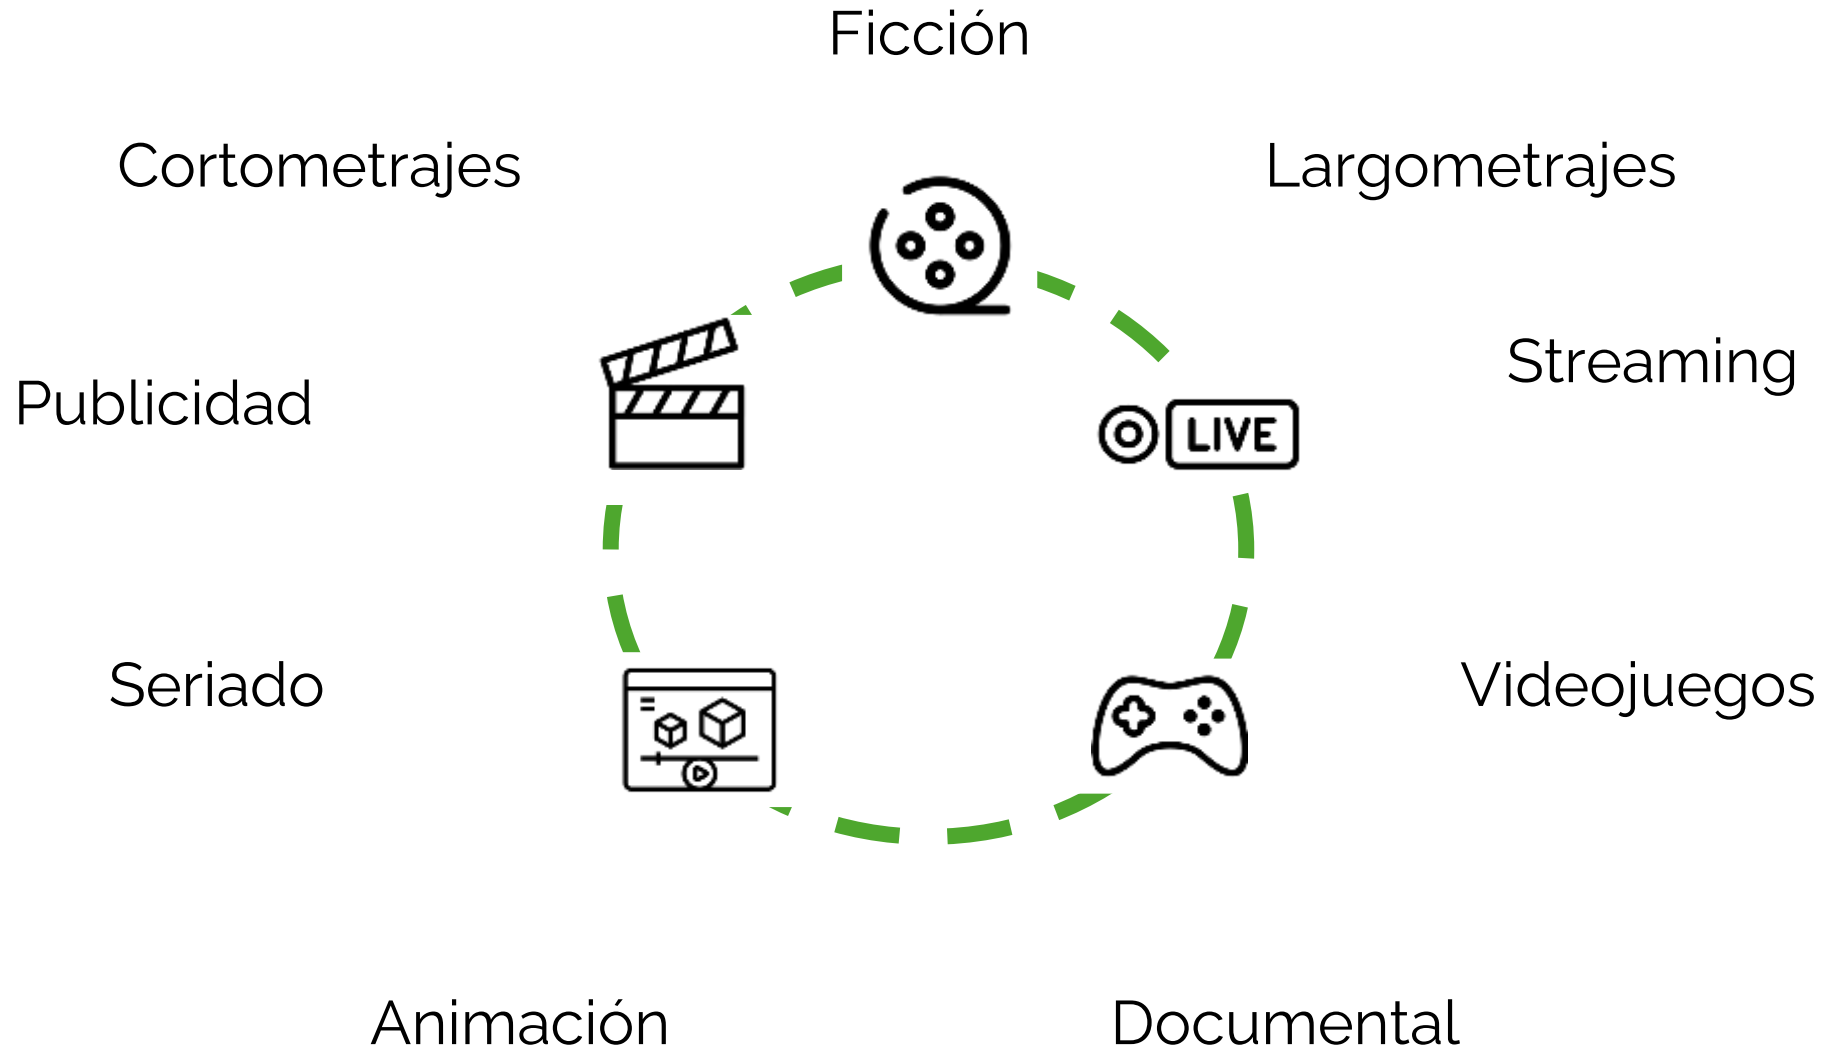 Ficción
Cortometrajes
Largometrajes
Streaming
Publicidad
LIVE
Seriado
Videojuegos
Animación
Documental